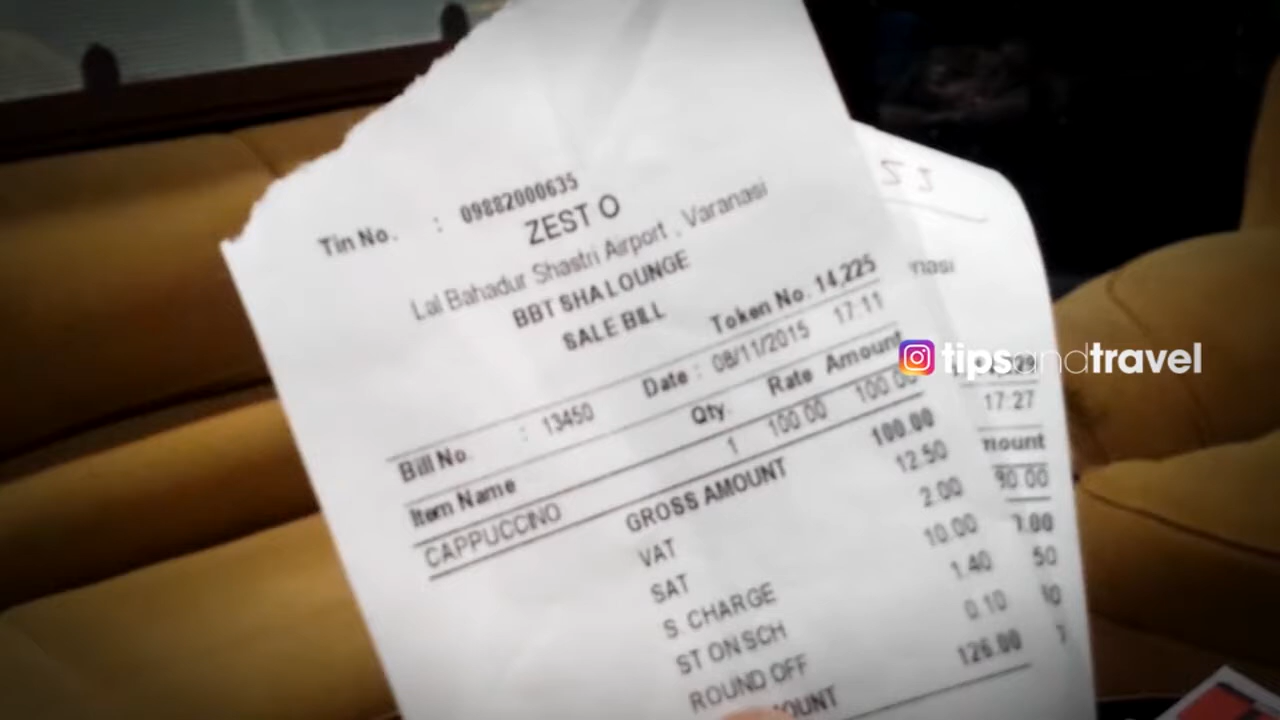 Tin No. : 09882000635
ZEST O
Lal Bahadur Shastri Airport , Varanasi
BBT SHA LOUNGE
SALE BILL
Token No. 14,225
Bill No. : 13450 Date : 08/11/2015 17:11
Item Name Qty. Rate Amount
CAPPUCCINO 1 100.00 100.00
GROSS AMOUNT 100.00
VAT 12.50
SAT 2.00
S CHARGE 10.00
ST ON SCH 1.40
ROUND OFF 0.10
126.00
17:27
tipsandtravel